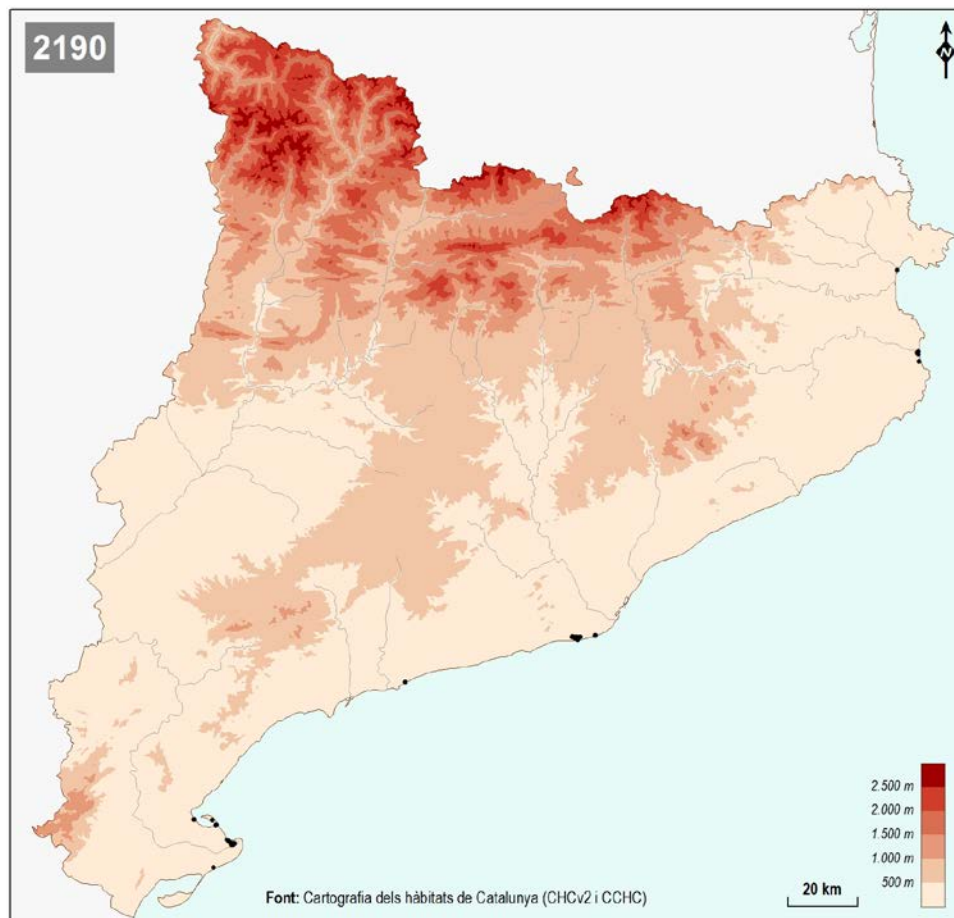 2190
N
2.500 m
2.000 m
1.500 m
1.000 m
500 m
20 km
Font: Cartografia dels hàbitats de Catalunya (CHCv2 i CCHC)